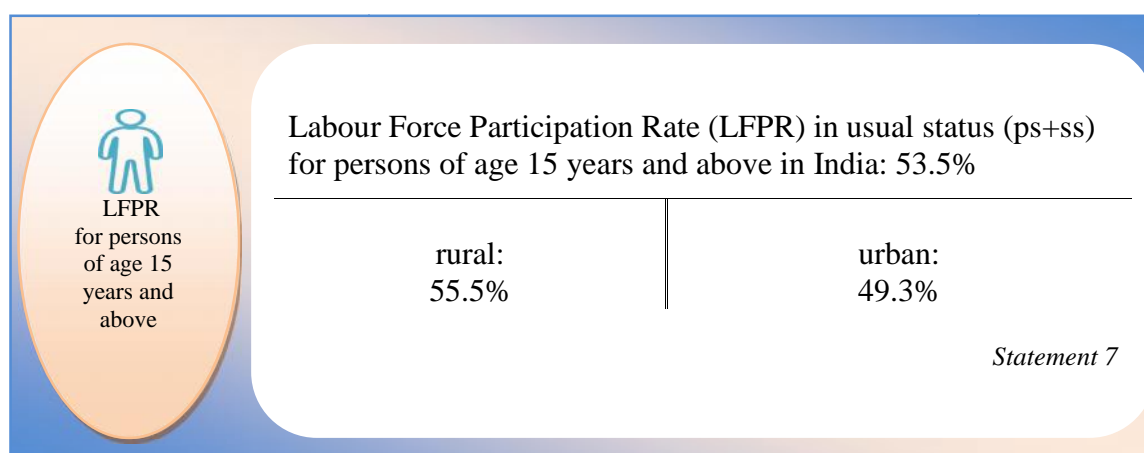 LFPR
for persons
of age 15
years and
above
Labour Force Participation Rate (LFPR) in usual status (ps+ss)
for persons of age 15 years and above in India: 53.5%
rural:
55.5%
urban:
49.3%
Statement 7